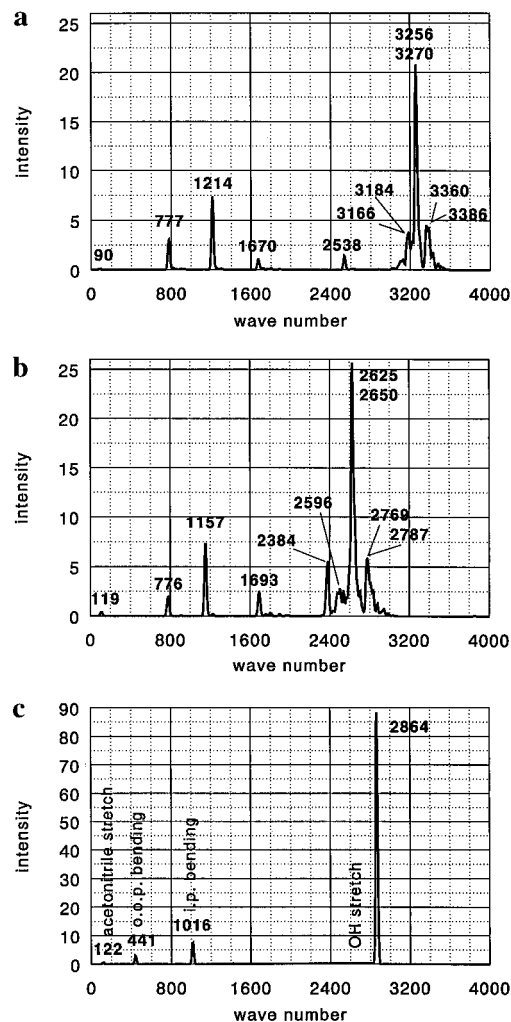 a
3256
3270
25
20
15
10
5
0
intensity
1214
777
90
1670
2538
3184
3166
3360
3386
0 800 1600 2400 3200 4000
wave number
b
2625
2650
25
20
15
10
5
0
intensity
1157
776
119
1693
2384
2596
2769
2787
0 800 1600 2400 3200 4000
wave number
c
90
80
70
60
50
40
30
20
10
0
intensity
2864
acetonitrile stretch
o.o.p. bending
i.p. bending
OH stretch
122
441
1016
0 800 1600 2400 3200 4000
wave number